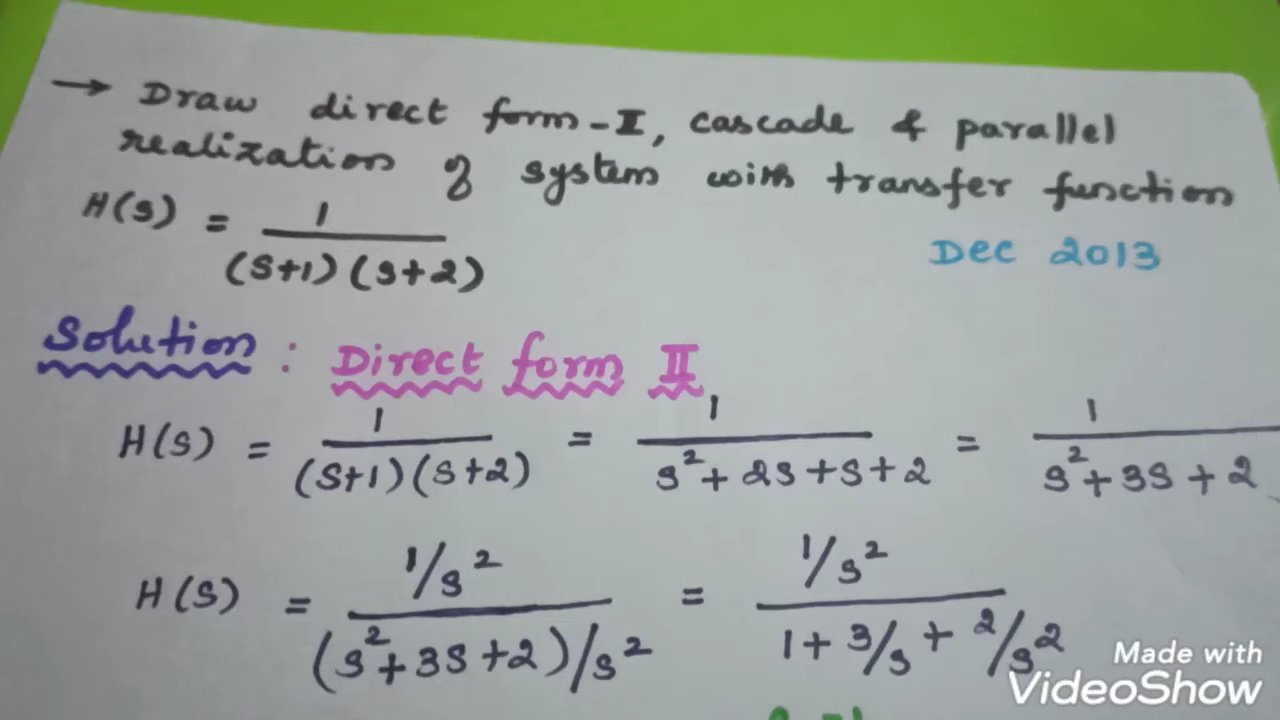 → Draw direct form-I, cascade & parallel
realization of system with transfer function
H(s) = 1/((s+1)(s+2))
Dec 2013
Solution : Direct form II
H(s) = 1/((s+1)(s+2)) = 1/(s²+2s+s+2) = 1/(s²+3s+2)
H(s) = (1/s²)/((s²+3s+2)/s²) = (1/s²)/(1+3/s+2/s²)
Made with
VideoShow